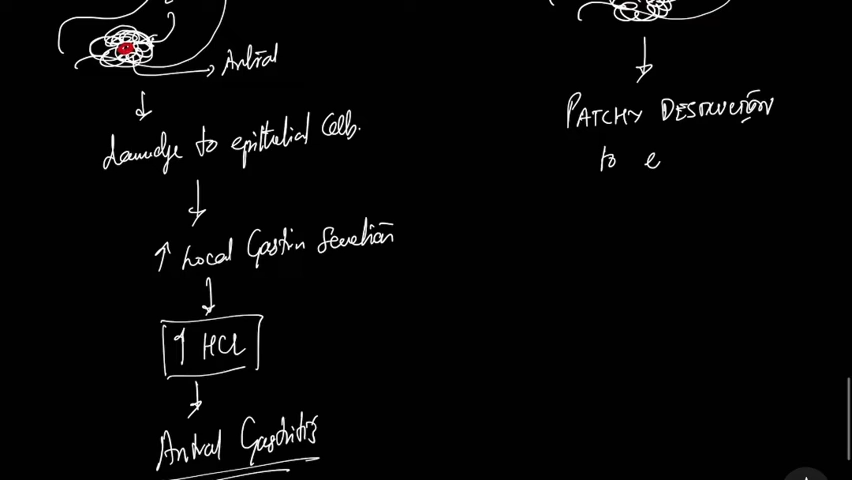 Antral
Damage to epithelial Cells.
↑ Local Gastrin Secretion
↑ HCL
Antral Gastritis
PATCHY DESTRUCTION
to e